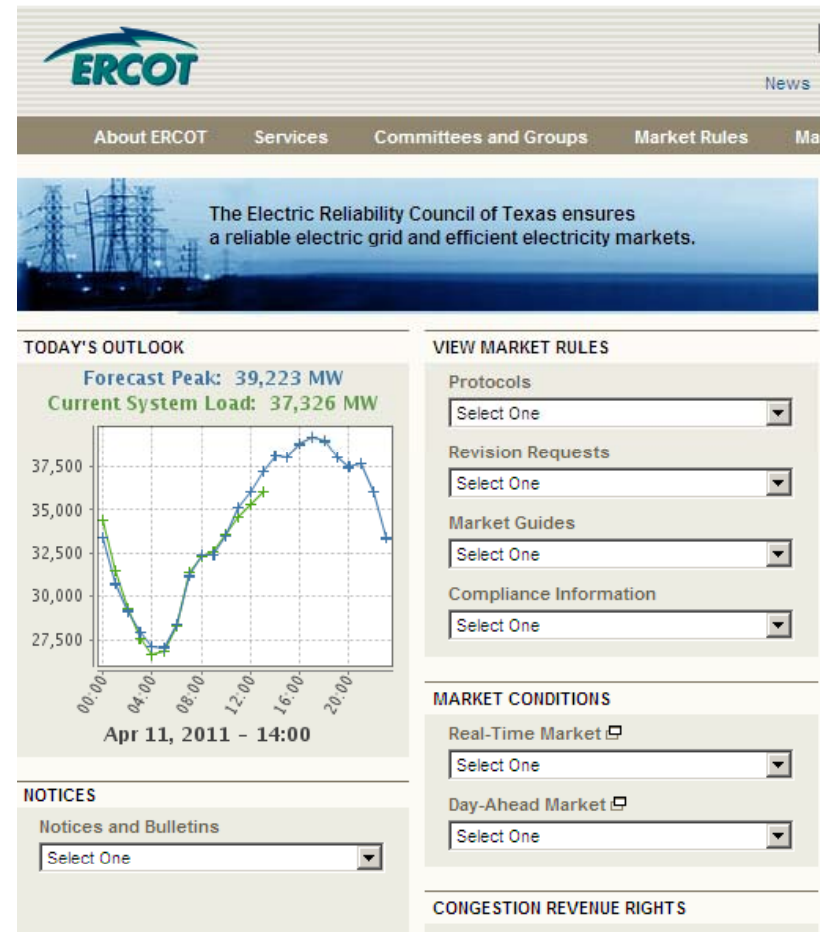 ERCOT
News
About ERCOT Services Committees and Groups Market Rules Ma
The Electric Reliability Council of Texas ensures
a reliable electric grid and efficient electricity markets.
TODAY'S OUTLOOK
Forecast Peak: 39,223 MW
Current System Load: 37,326 MW
37,500
35,000
32,500
30,000
27,500
00:00 04:00 08:00 12:00 16:00 20:00
Apr 11, 2011 - 14:00
NOTICES
Notices and Bulletins
Select One
VIEW MARKET RULES
Protocols
Select One
Revision Requests
Select One
Market Guides
Select One
Compliance Information
Select One
MARKET CONDITIONS
Real-Time Market
Select One
Day-Ahead Market
Select One
CONGESTION REVENUE RIGHTS